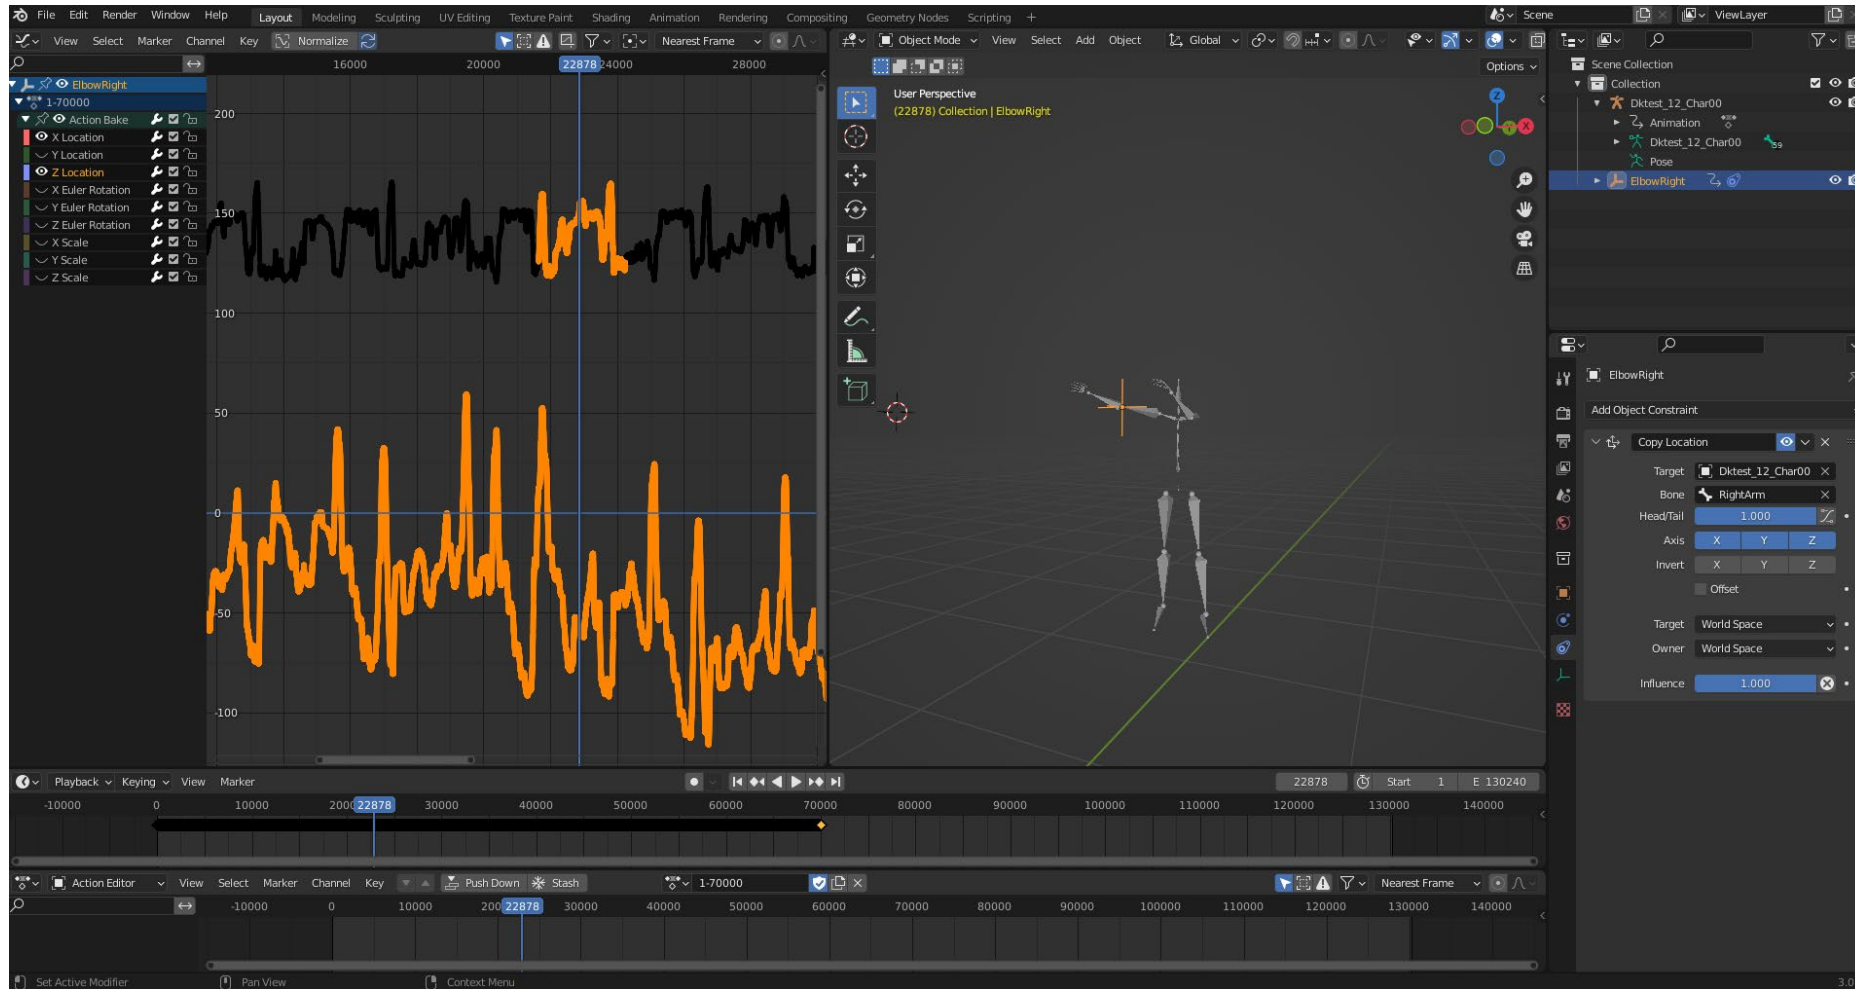 File Edit Render Window Help Layout Modeling Sculpting UV Editing Texture Paint Shading Animation Rendering Compositing Geometry Nodes Scripting + Scene ViewLayer
View Select Marker Channel Key Normalize Nearest Frame
Object Mode View Select Add Object Global
Options
16000 20000 22878 24000 28000
ElbowRight
1-70000
Action Bake
X Location
Y Location
Z Location
X Euler Rotation
Y Euler Rotation
Z Euler Rotation
X Scale
Y Scale
Z Scale
200
150
100
50
0
-50
-100
User Perspective
(22878) Collection | ElbowRight
Z
X
Scene Collection
Collection
Dktest_12_Char00
Animation
Dktest_12_Char00 59
Pose
ElbowRight
ElbowRight
Add Object Constraint
Copy Location
Target Dktest_12_Char00
Bone RightArm
Head/Tail 1.000
Axis X Y Z
Invert X Y Z
Offset
Target World Space
Owner World Space
Influence 1.000
Playback Keying View Marker 22878 Start 1 E 130240
-10000 0 10000 22878 30000 40000 50000 60000 70000 80000 90000 100000 110000 120000 130000 140000
Action Editor View Select Marker Channel Key Push Down Stash 1-70000 Nearest Frame
-10000 0 10000 22878 30000 40000 50000 60000 70000 80000 90000 100000 110000 120000 130000 140000
Set Active Modifier Pan View Context Menu 3.0